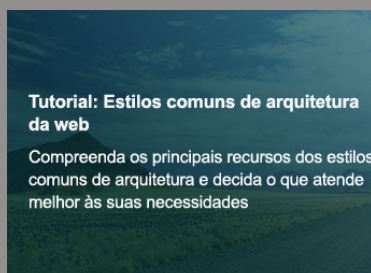 Tutorial: Estilos comuns de arquitetura
da web
Compreenda os principais recursos dos estilos
comuns de arquitetura e decida o que atende
melhor às suas necessidades